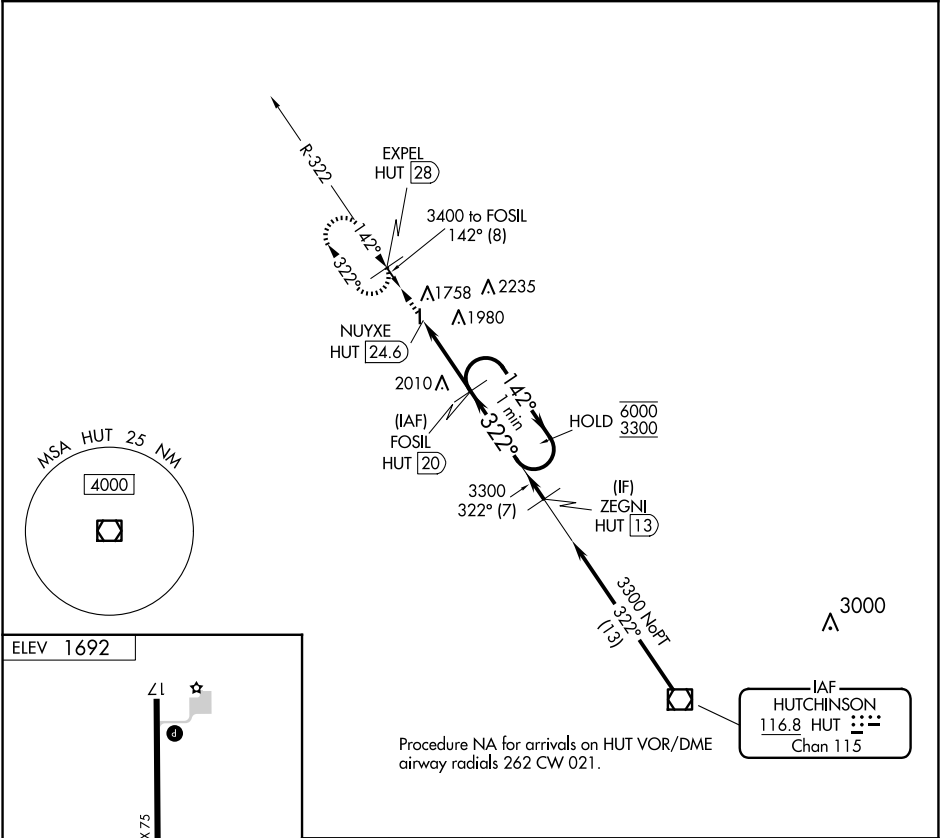 R-322
EXPEL
HUT 28
3400 to FOSIL
142° (8)
142°
322°
1758
2235
1980
NUYXE
HUT 24.6
2010
(IAF)
FOSIL
HUT 20
142°
1 min
322°
HOLD
6000
3300
MSA HUT 25 NM
4000
3300
322° (7)
(IF)
ZEGNI
HUT 13
3300 NoPT
322°
(13)
3000
ELEV 1692
17
P
X 75
IAF
HUTCHINSON
116.8 HUT
Chan 115
Procedure NA for arrivals on HUT VOR/DME
airway radials 262 CW 021.